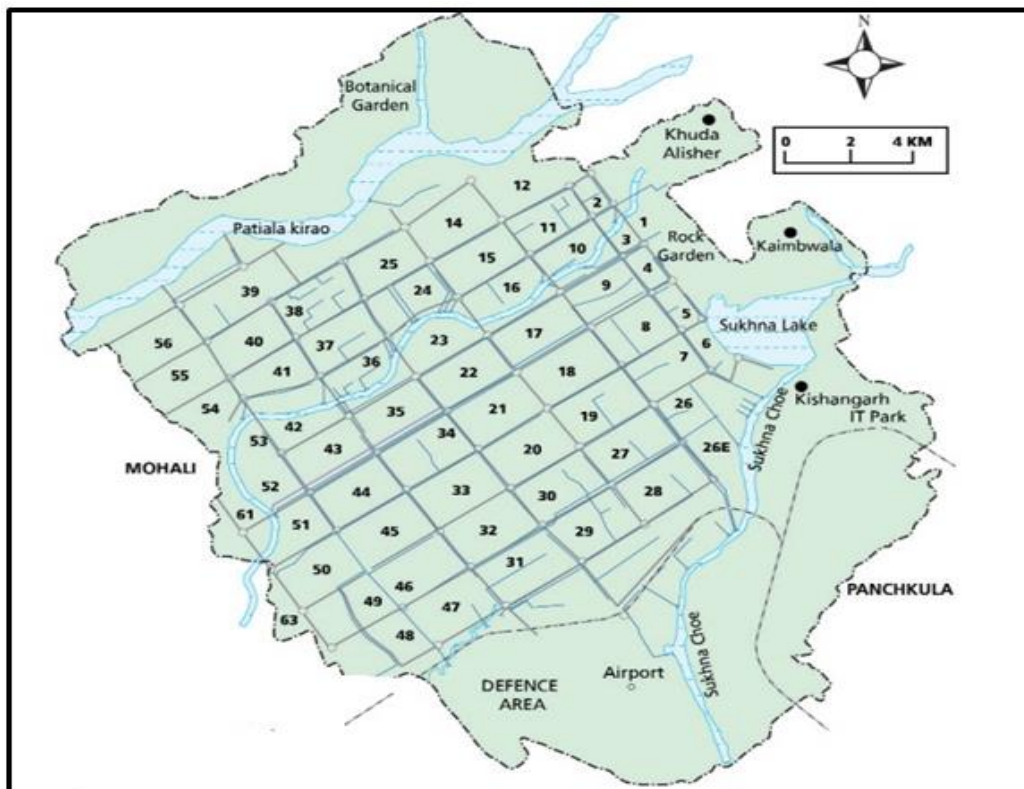 N
Botanical
Garden
0 2 4 KM
Khuda
Alisher
12
2
14
11
1
Patiala kirao
10
3
Rock
Garden
Kaimbwala
15
25
4
39
24
16
9
38
5
Sukhna Lake
8
56
40
37
23
17
6
36
7
41
22
18
55
Kishangarh
IT Park
54
35
21
19
26
Sukhna Choe
42
53
34
43
20
27
26E
MOHALI
52
44
33
30
28
61
51
45
32
29
50
31
46
PANCHKULA
49
47
63
48
Sukhna Choe
Airport
DEFENCE
AREA